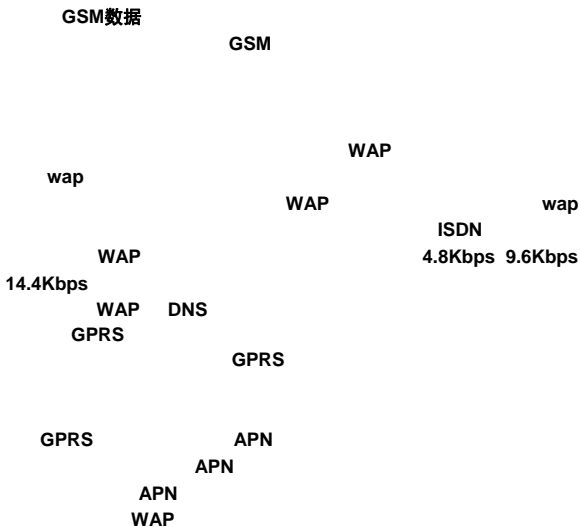 GSM数据
GSM
WAP
wap
WAP wap
ISDN
WAP 4.8Kbps 9.6Kbps
14.4Kbps
WAP DNS
GPRS
GPRS
GPRS APN
APN
APN
WAP